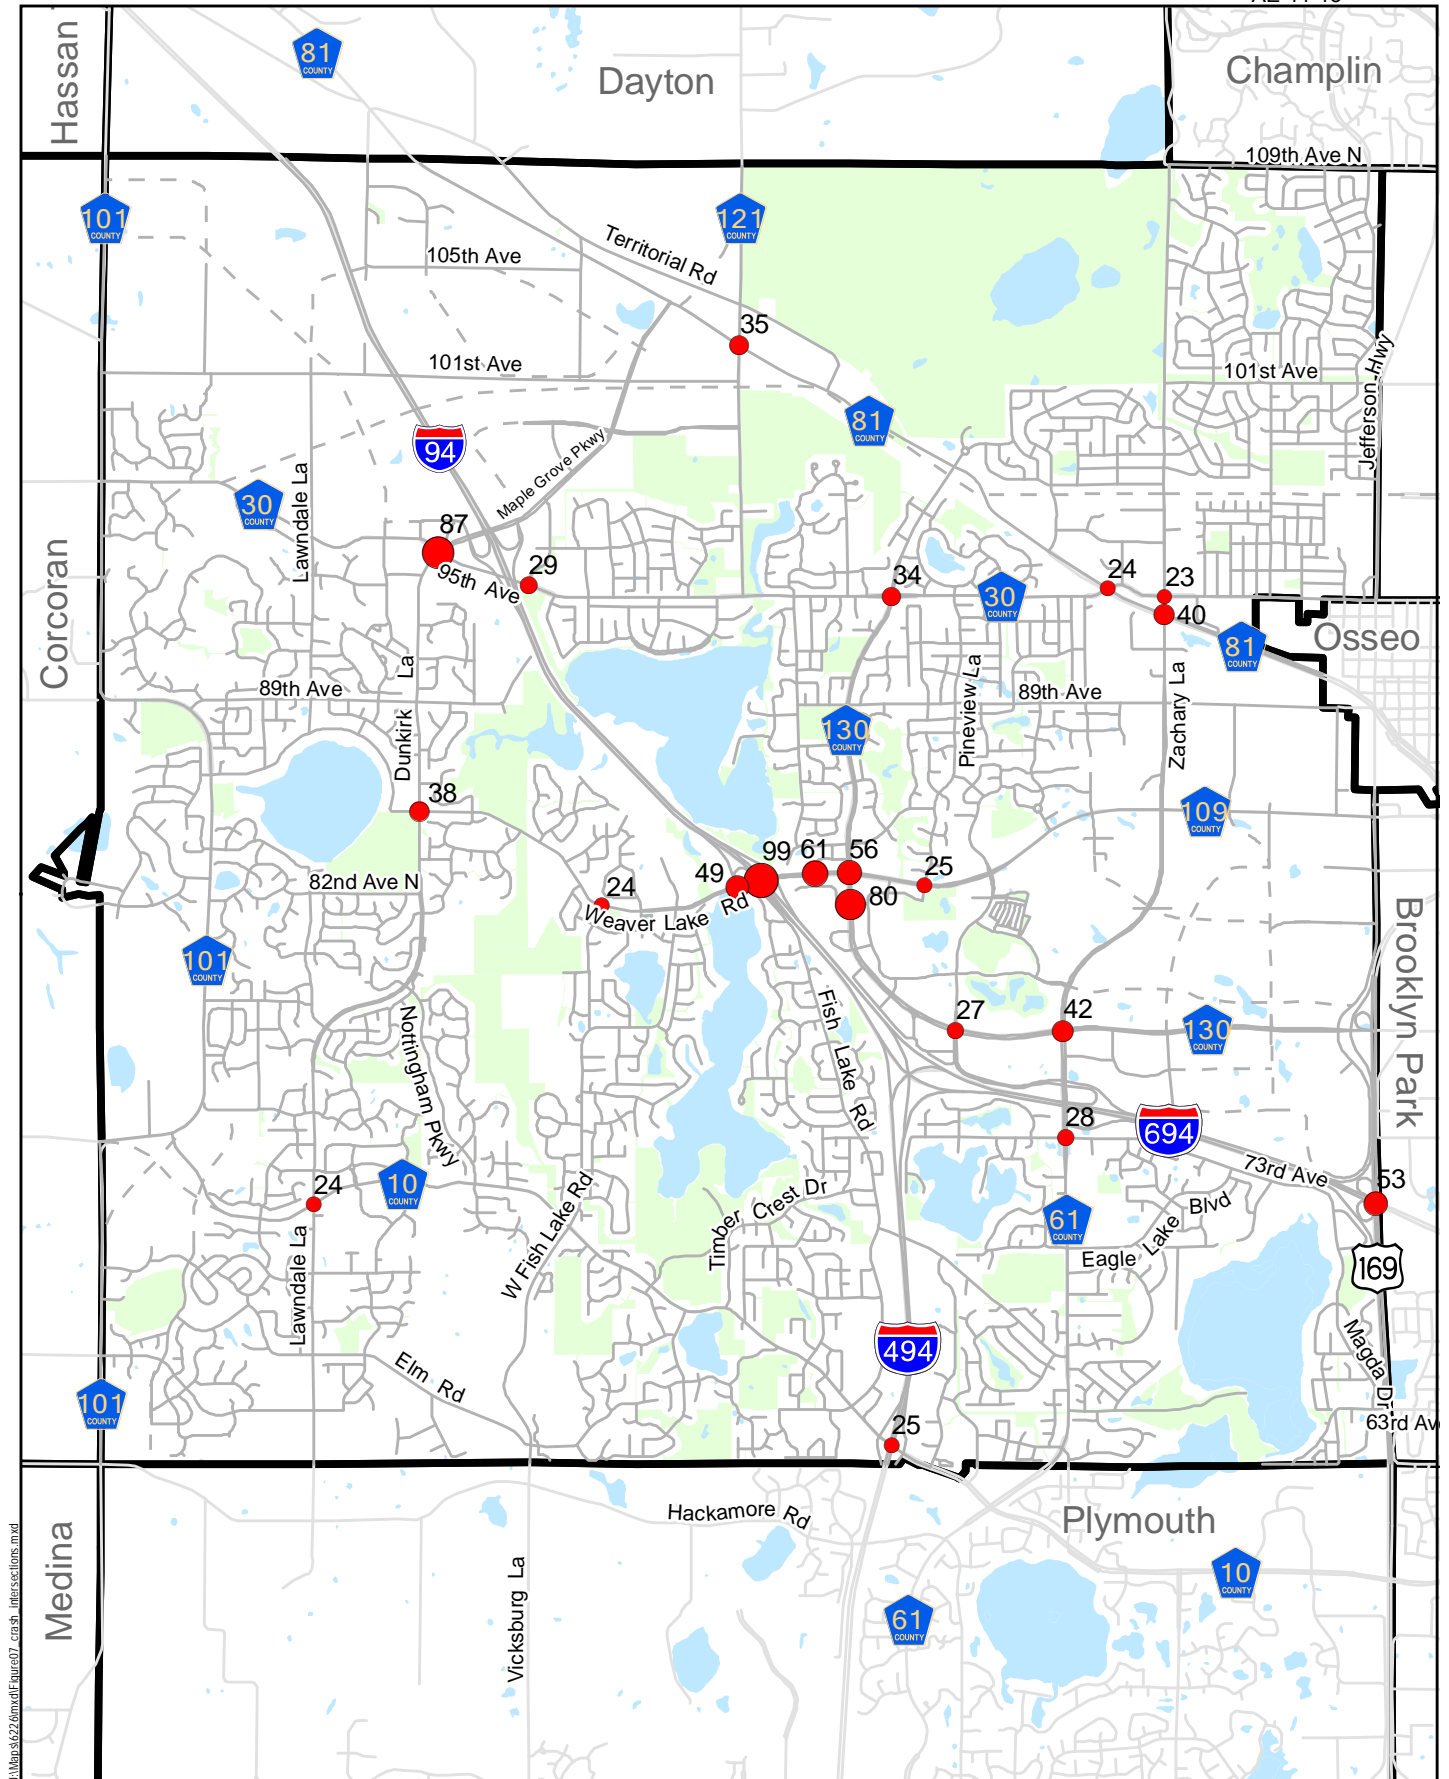 Hassan
81
COUNTY
Dayton
Champlin
109th Ave N
101
COUNTY
121
COUNTY
105th Ave
Territorial Rd
35
101st Ave
101st Ave
Jefferson Hwy
81
COUNTY
94
Maple Grove Pkwy
30
COUNTY
Lawndale La
87
95th Ave
29
34
30
COUNTY
24
23
40
Corcoran
81
COUNTY
Osseo
89th Ave
Dunkirk La
89th Ave
Pineview La
Zachary La
130
COUNTY
38
109
COUNTY
99
61
56
49
25
80
82nd Ave N
24
Weaver Lake Rd
Brooklyn Park
101
COUNTY
Nottingham Pkwy
Fish Lake Rd
27
42
130
COUNTY
28
694
73rd Ave
53
24
10
COUNTY
W Fish Lake Rd
Timber Crest Dr
61
COUNTY
Eagle Lake Blvd
169
Lawndale La
494
Magda Dr
Elm Rd
101
COUNTY
63rd Ave
25
Hackamore Rd
Plymouth
Medina
Vicksburg La
10
COUNTY
61
COUNTY